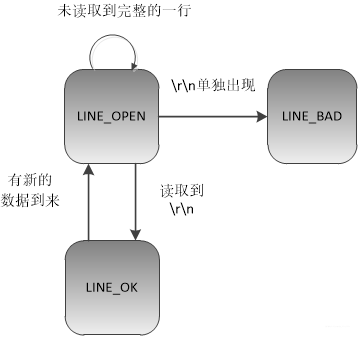 未读取到完整的一行
\r\n单独出现
LINE_OPEN
LINE_BAD
有新的
数据到来
读取到
\r\n
LINE_OK